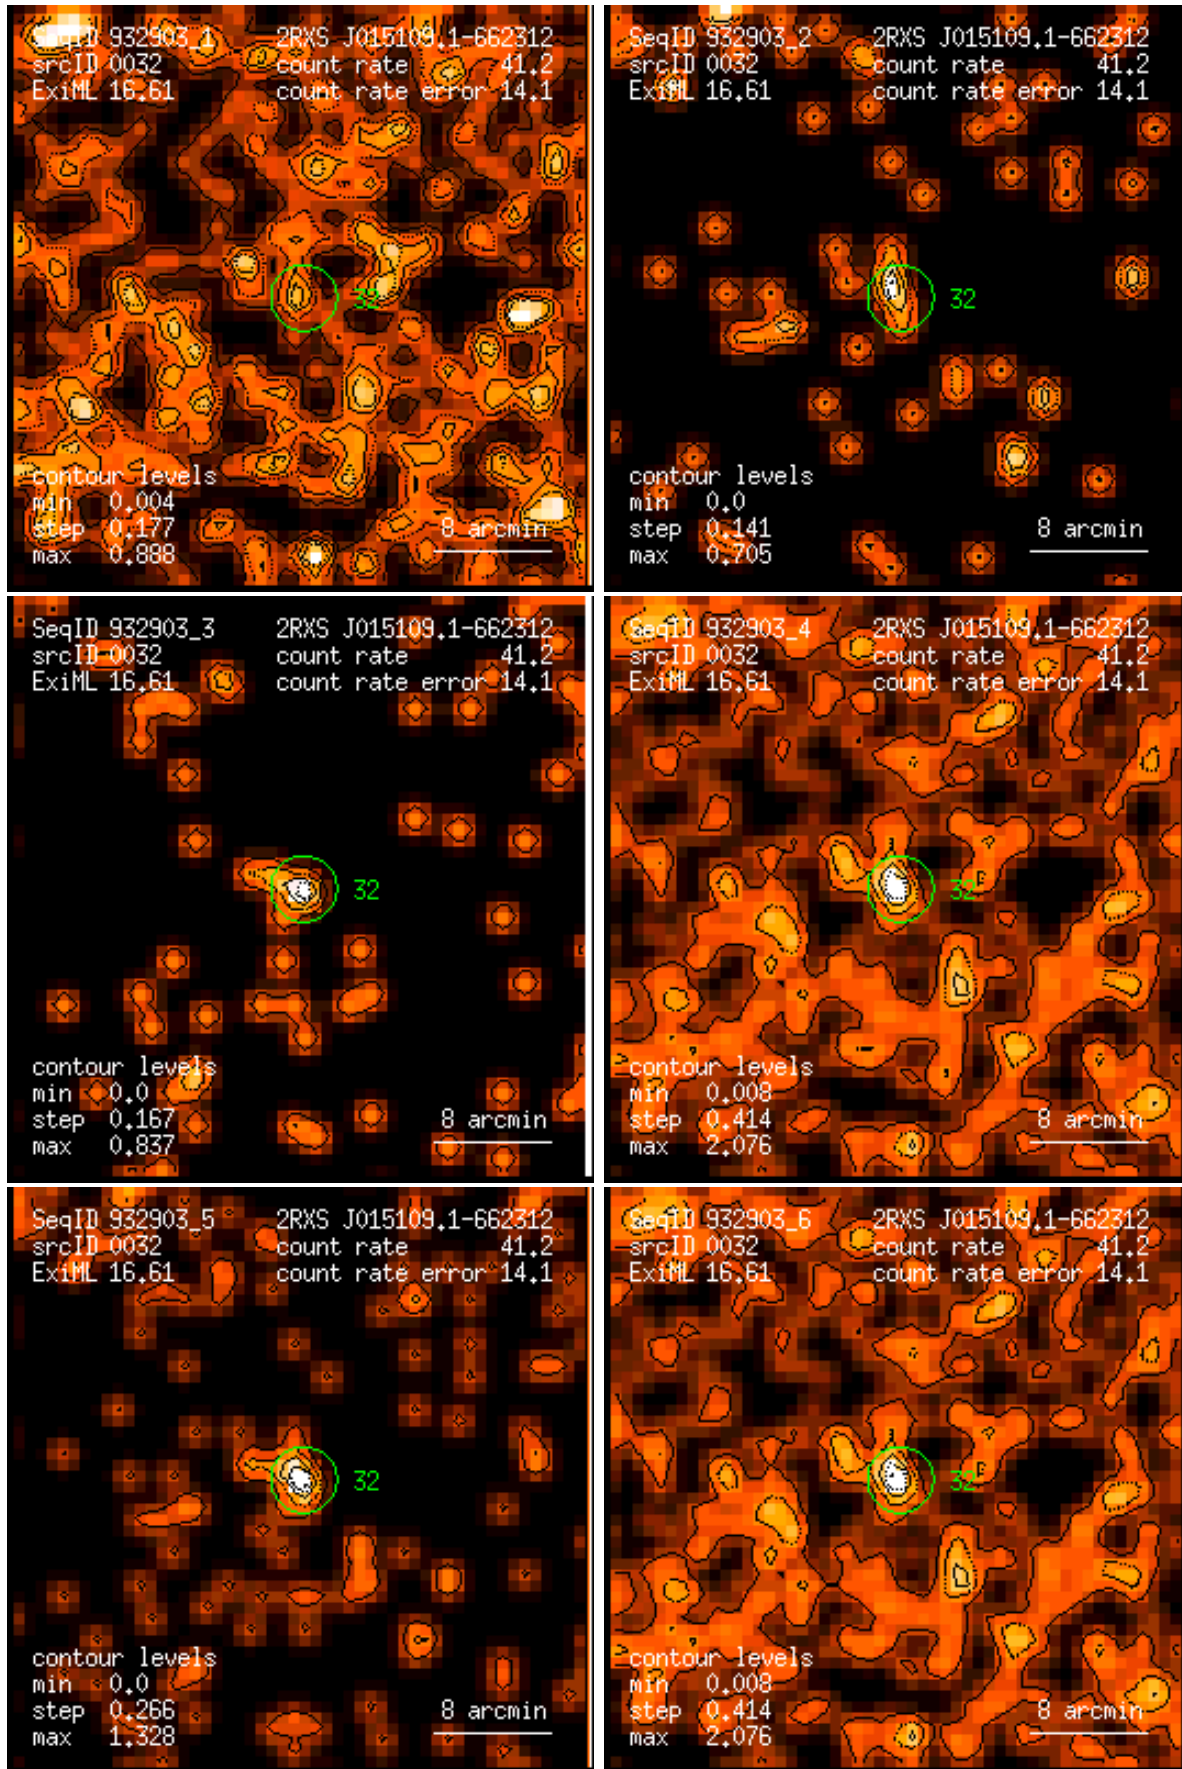 SeqID 932903_1 2RXS J015109.1-662312
srcID 0032 count rate 41.2
ExiML 16.61 count rate error 14.1
32
contour levels
min 0.004
step 0.177 8 arcmin
max 0.888
SeqID 932903_2 2RXS J015109.1-662312
srcID 0032 count rate 41.2
ExiML 16.61 count rate error 14.1
32
contour levels
min 0.0
step 0.141 8 arcmin
max 0.705
SeqID 932903_3 2RXS J015109.1-662312
srcID 0032 count rate 41.2
ExiML 16.61 count rate error 14.1
32
contour levels
min 0.0
step 0.167 8 arcmin
max 0.837
SeqID 932903_4 2RXS J015109.1-662312
srcID 0032 count rate 41.2
ExiML 16.61 count rate error 14.1
32
contour levels
min 0.008
step 0.414 8 arcmin
max 2.076
SeqID 932903_5 2RXS J015109.1-662312
srcID 0032 count rate 41.2
ExiML 16.61 count rate error 14.1
32
contour levels
min 0.0
step 0.266 8 arcmin
max 1.328
SeqID 932903_6 2RXS J015109.1-662312
srcID 0032 count rate 41.2
ExiML 16.61 count rate error 14.1
32
contour levels
min 0.008
step 0.414 8 arcmin
max 2.076